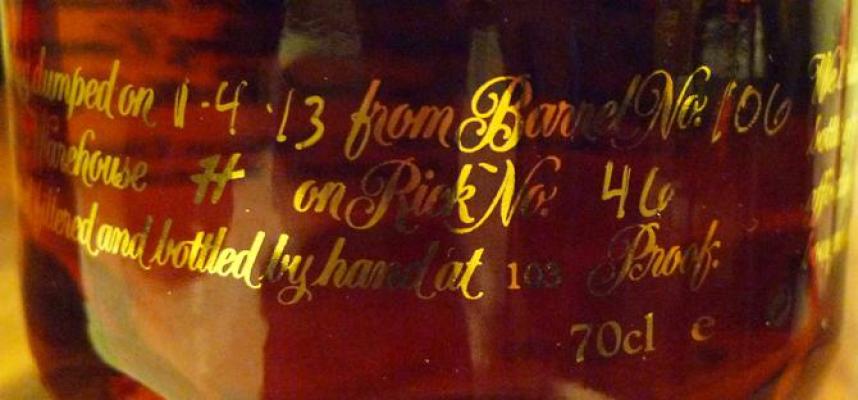 dumped on 11-4-13 from Barrel No: 106
Warehouse H on Rick No: 46
filtered and bottled by hand at 103 Proof.
70cl e